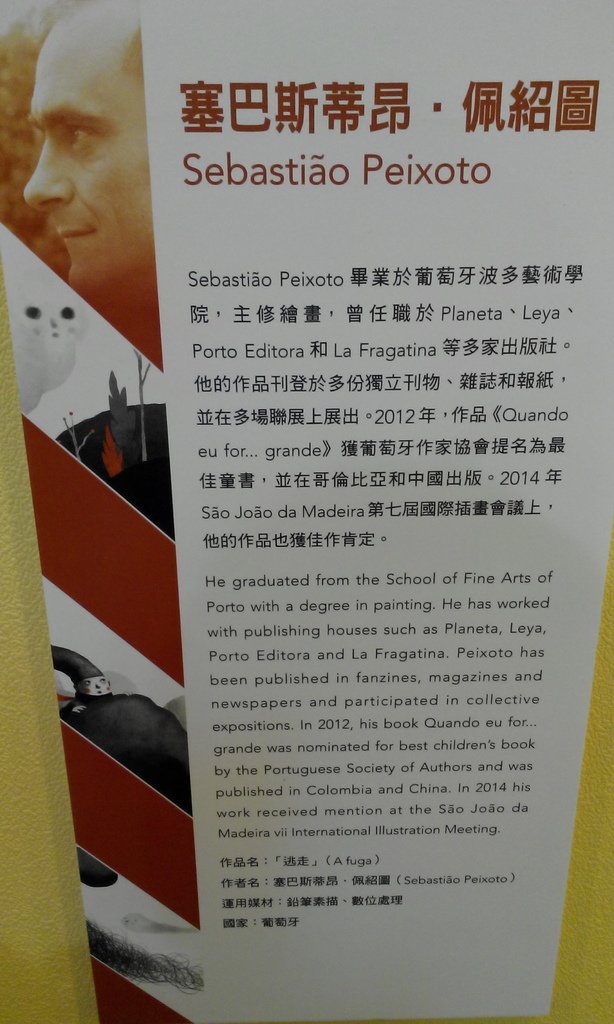 塞巴斯蒂昂·佩紹圖
Sebastião Peixoto
Sebastião Peixoto 畢業於葡萄牙波多藝術學
院，主修繪畫，曾任職於 Planeta、Leya、
Porto Editora 和 La Fragatina 等多家出版社。
他的作品刊登於多份獨立刊物、雜誌和報紙，
並在多場聯展上展出。2012 年，作品《Quando
eu for... grande》獲葡萄牙作家協會提名為最
佳童書，並在哥倫比亞和中國出版。2014 年
São João da Madeira 第七屆國際插畫會議上，
他的作品也獲佳作肯定。
He graduated from the School of Fine Arts of
Porto with a degree in painting. He has worked
with publishing houses such as Planeta, Leya,
Porto Editora and La Fragatina. Peixoto has
been published in fanzines, magazines and
newspapers and participated in collective
expositions. In 2012, his book Quando eu for...
grande was nominated for best children's book
by the Portuguese Society of Authors and was
published in Colombia and China. In 2014 his
work received mention at the São João da
Madeira vii International Illustration Meeting.
作品名：「逃走」（A fuga）
作者名：塞巴斯蒂昂·佩紹圖（Sebastião Peixoto）
運用媒材：鉛筆素描、數位處理
國家：葡萄牙